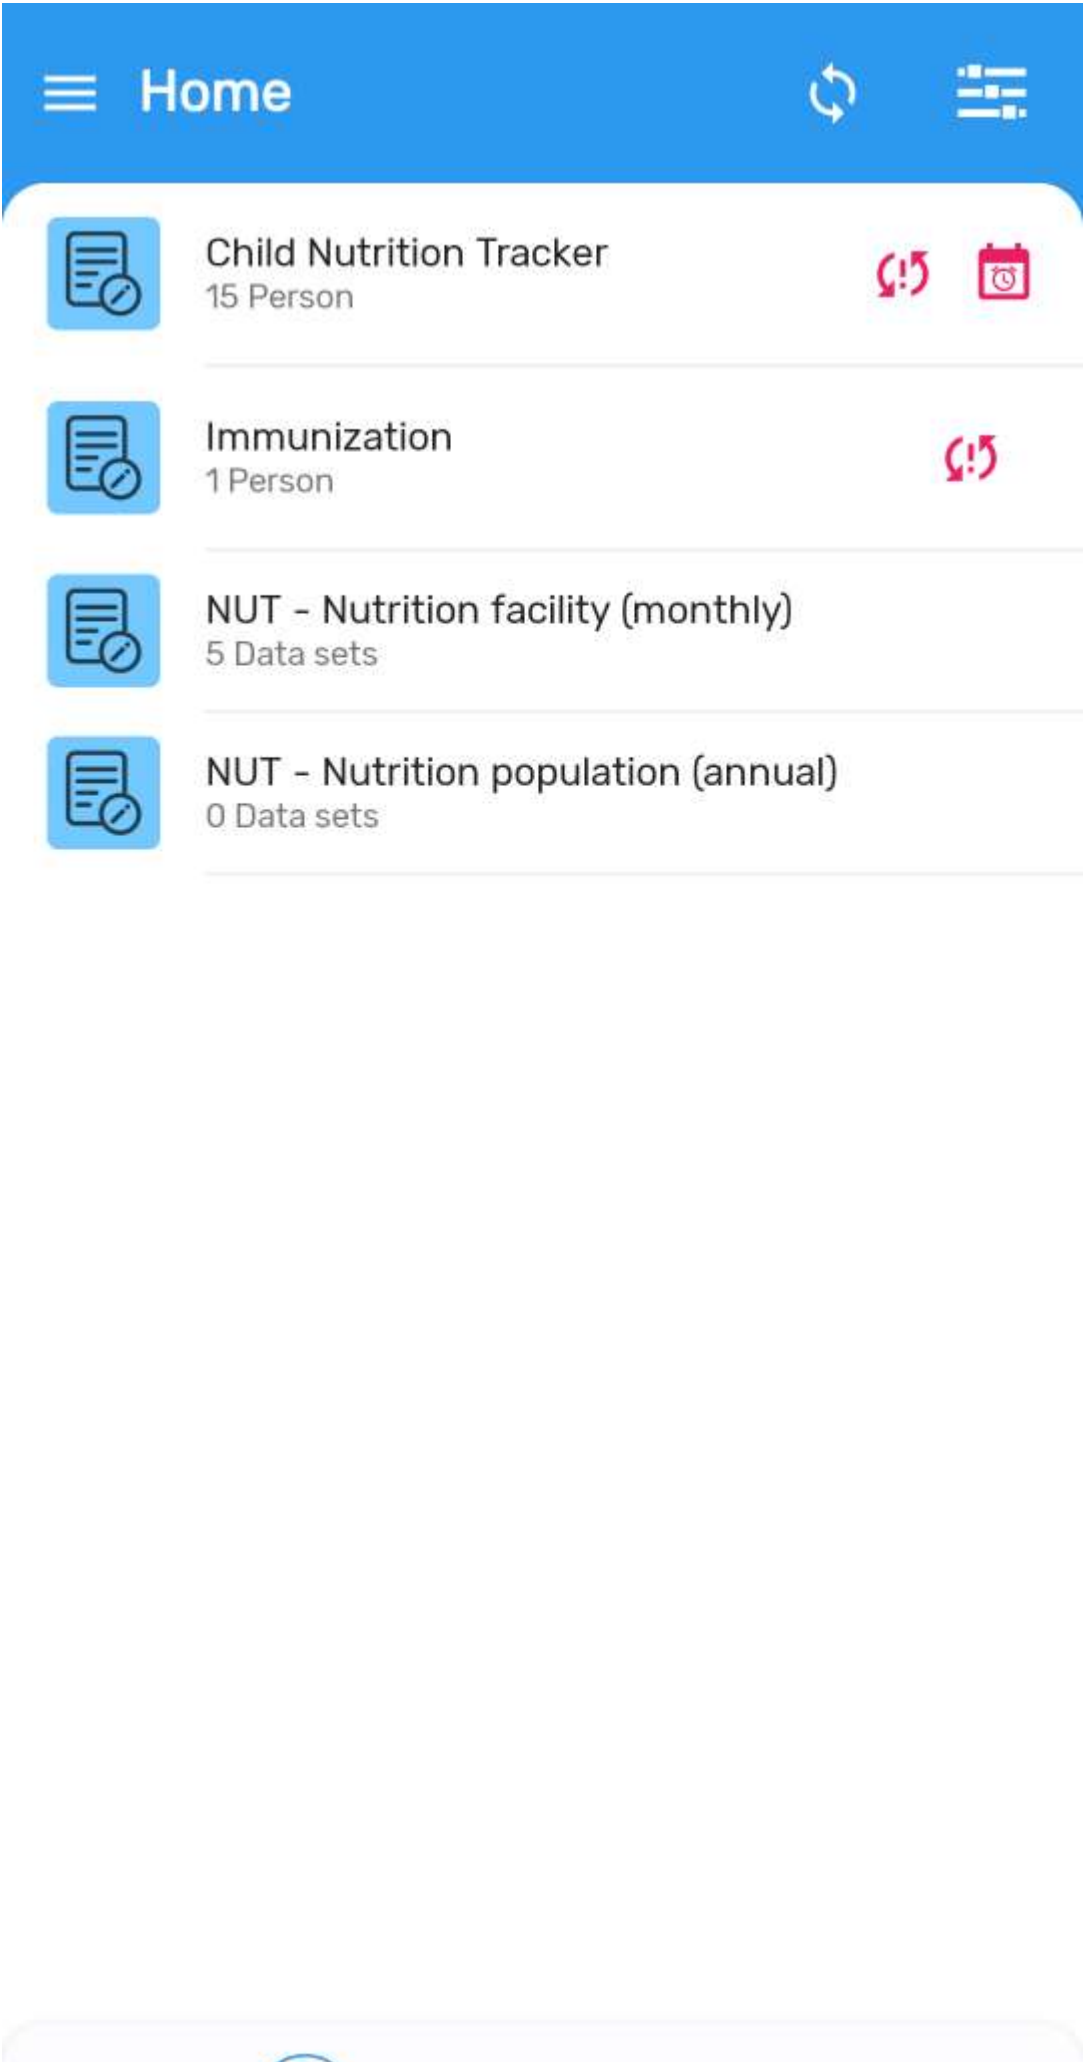 Home
Child Nutrition Tracker
15 Person
Immunization
1 Person
NUT - Nutrition facility (monthly)
5 Data sets
NUT - Nutrition population (annual)
0 Data sets